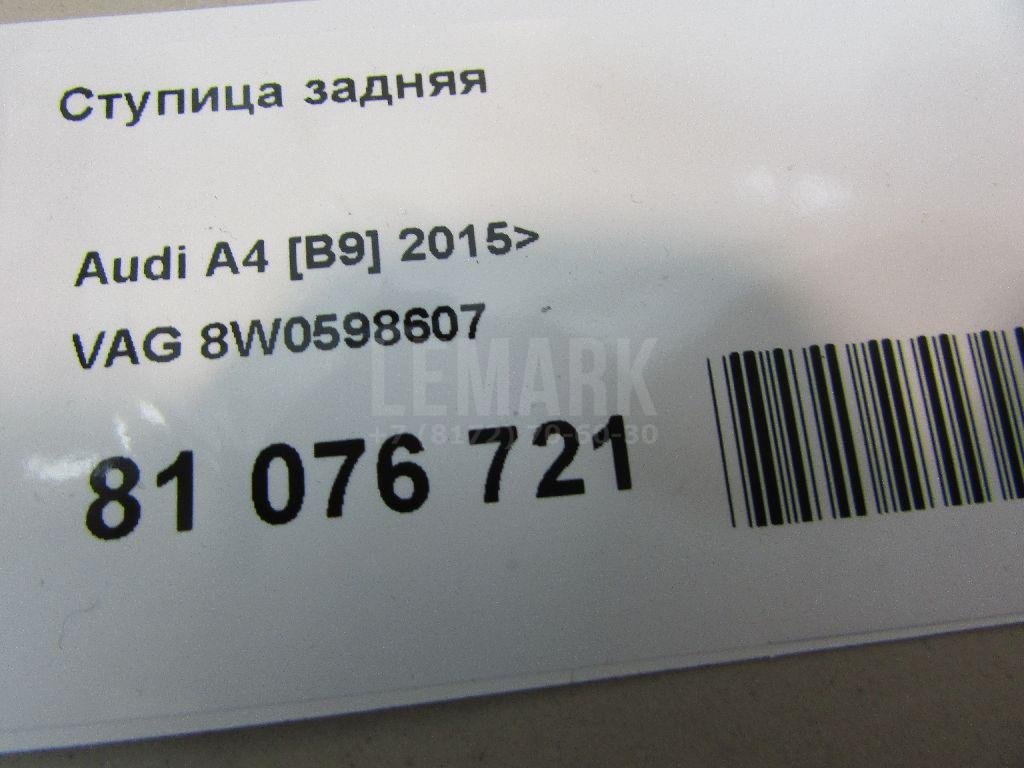 Ступица задняя
Audi A4 [B9] 2015>
VAG 8W0598607
LEMARK
81 076 721